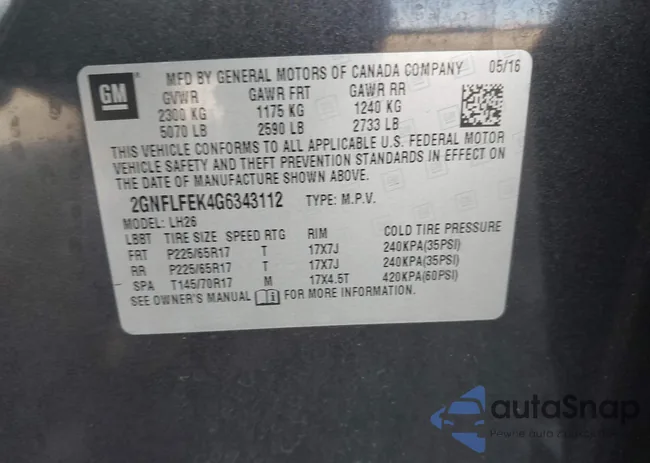 GM
MFD BY GENERAL MOTORS OF CANADA COMPANY 05/16
GVWR GAWR FRT GAWR RR
2300 KG 1175 KG 1240 KG
5070 LB 2590 LB 2733 LB
THIS VEHICLE CONFORMS TO ALL APPLICABLE U.S. FEDERAL MOTOR
VEHICLE SAFETY AND THEFT PREVENTION STANDARDS IN EFFECT ON
THE DATE OF MANUFACTURE SHOWN ABOVE.
2GNFLFEK4G6343112 TYPE: M.P.V.
MODEL: LH26
LBBT TIRE SIZE SPEED RTG RIM COLD TIRE PRESSURE
FRT P225/65R17 T 17X7J 240KPA(35PSI)
RR P225/65R17 T 17X7J 240KPA(35PSI)
SPA T145/70R17 M 17X4.5T 420KPA(60PSI)
SEE OWNER'S MANUAL FOR MORE INFORMATION.
autoSnap
Pewne auto z